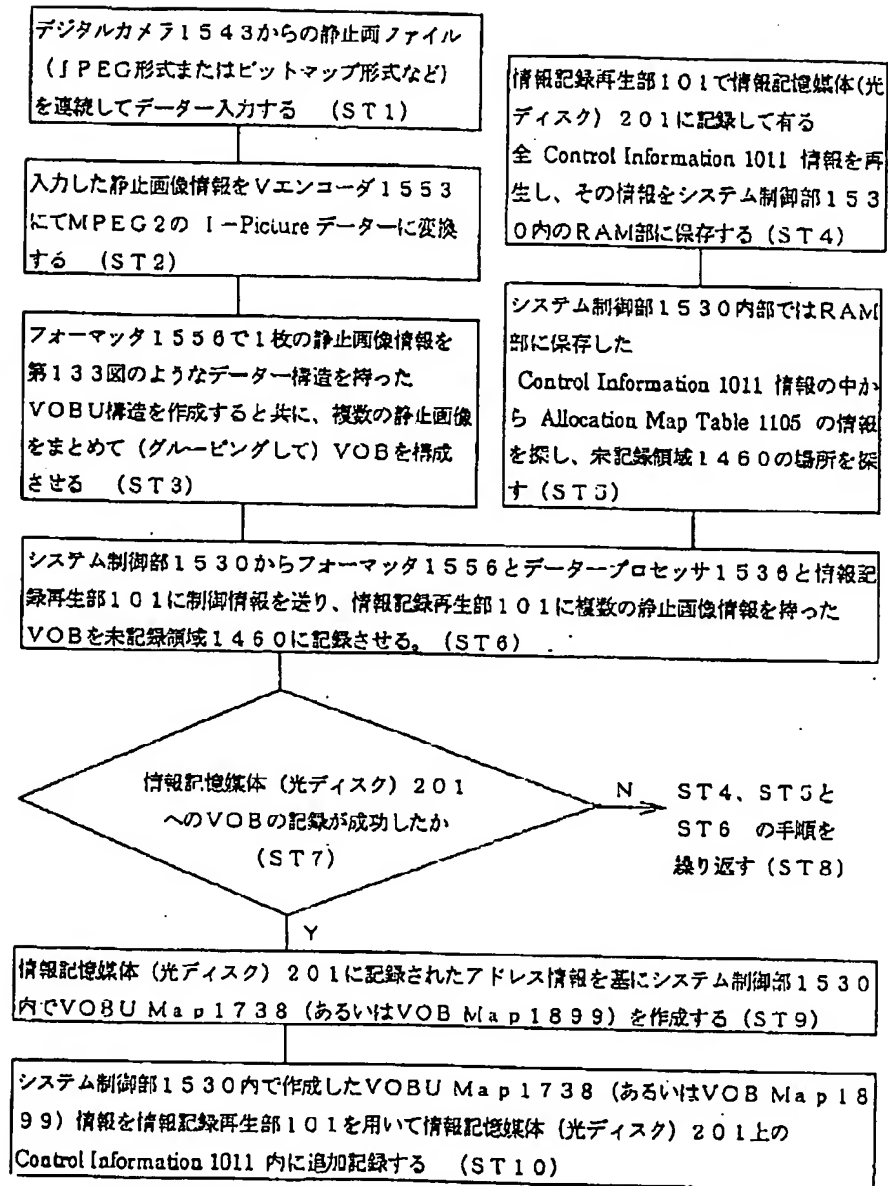 デジタルカメラ1543からの静止画ファイル
(JPEG形式またはビットマップ形式など)
を連続してデーター入力する (ST1)
入力した静止画像情報をVエンコーダ1553
にてMPEG2の I-Picture データーに変換
する (ST2)
フォーマッタ1556で1枚の静止画像情報を
第133図のようなデーター構造を持った
VOBU構造を作成すると共に、複数の静止画像
をまとめて(グルーピングして)VOBを構成
させる (ST3)
情報記録再生部101で情報記憶媒体(光
ディスク)201に記録して有る
全 Control Information 1011 情報を再
生し、その情報をシステム制御部153
0内のRAM部に保存する(ST4)
システム制御部1530内部ではRAM
部に保存した
Control Information 1011 情報の中か
ら Allocation Map Table 1105 の情報
を探し、未記録領域1460の場所を探
す(ST5)
システム制御部1530からフォーマッタ1556とデータープロセッサ1536と情報記
録再生部101に制御情報を送り、情報記録再生部101に複数の静止画像情報を持った
VOBを未記録領域1460に記録させる。(ST6)
情報記憶媒体(光ディスク)201
へのVOBの記録が成功したか
(ST7)
N
ST4、ST5と
ST6 の手順を
繰り返す(ST8)
Y
情報記憶媒体(光ディスク)201に記録されたアドレス情報を基にシステム制御部1530
内でVOBU Map1738(あるいはVOB Map1899)を作成する(ST9)
システム制御部1530内で作成したVOBU Map1738(あるいはVOB Map18
99)情報を情報記録再生部101を用いて情報記憶媒体(光ディスク)201上の
Control Information 1011 内に追加記録する (ST10)